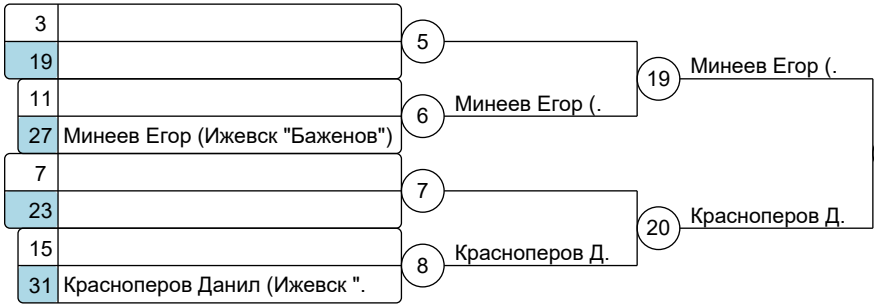 3
5
19
19 Минеев Егор (.
11
6 Минеев Егор (.
27 Минеев Егор (Ижевск "Баженов")
7
7
23
20 Красноперов Д.
15
8 Красноперов Д.
31 Красноперов Данил (Ижевск ".